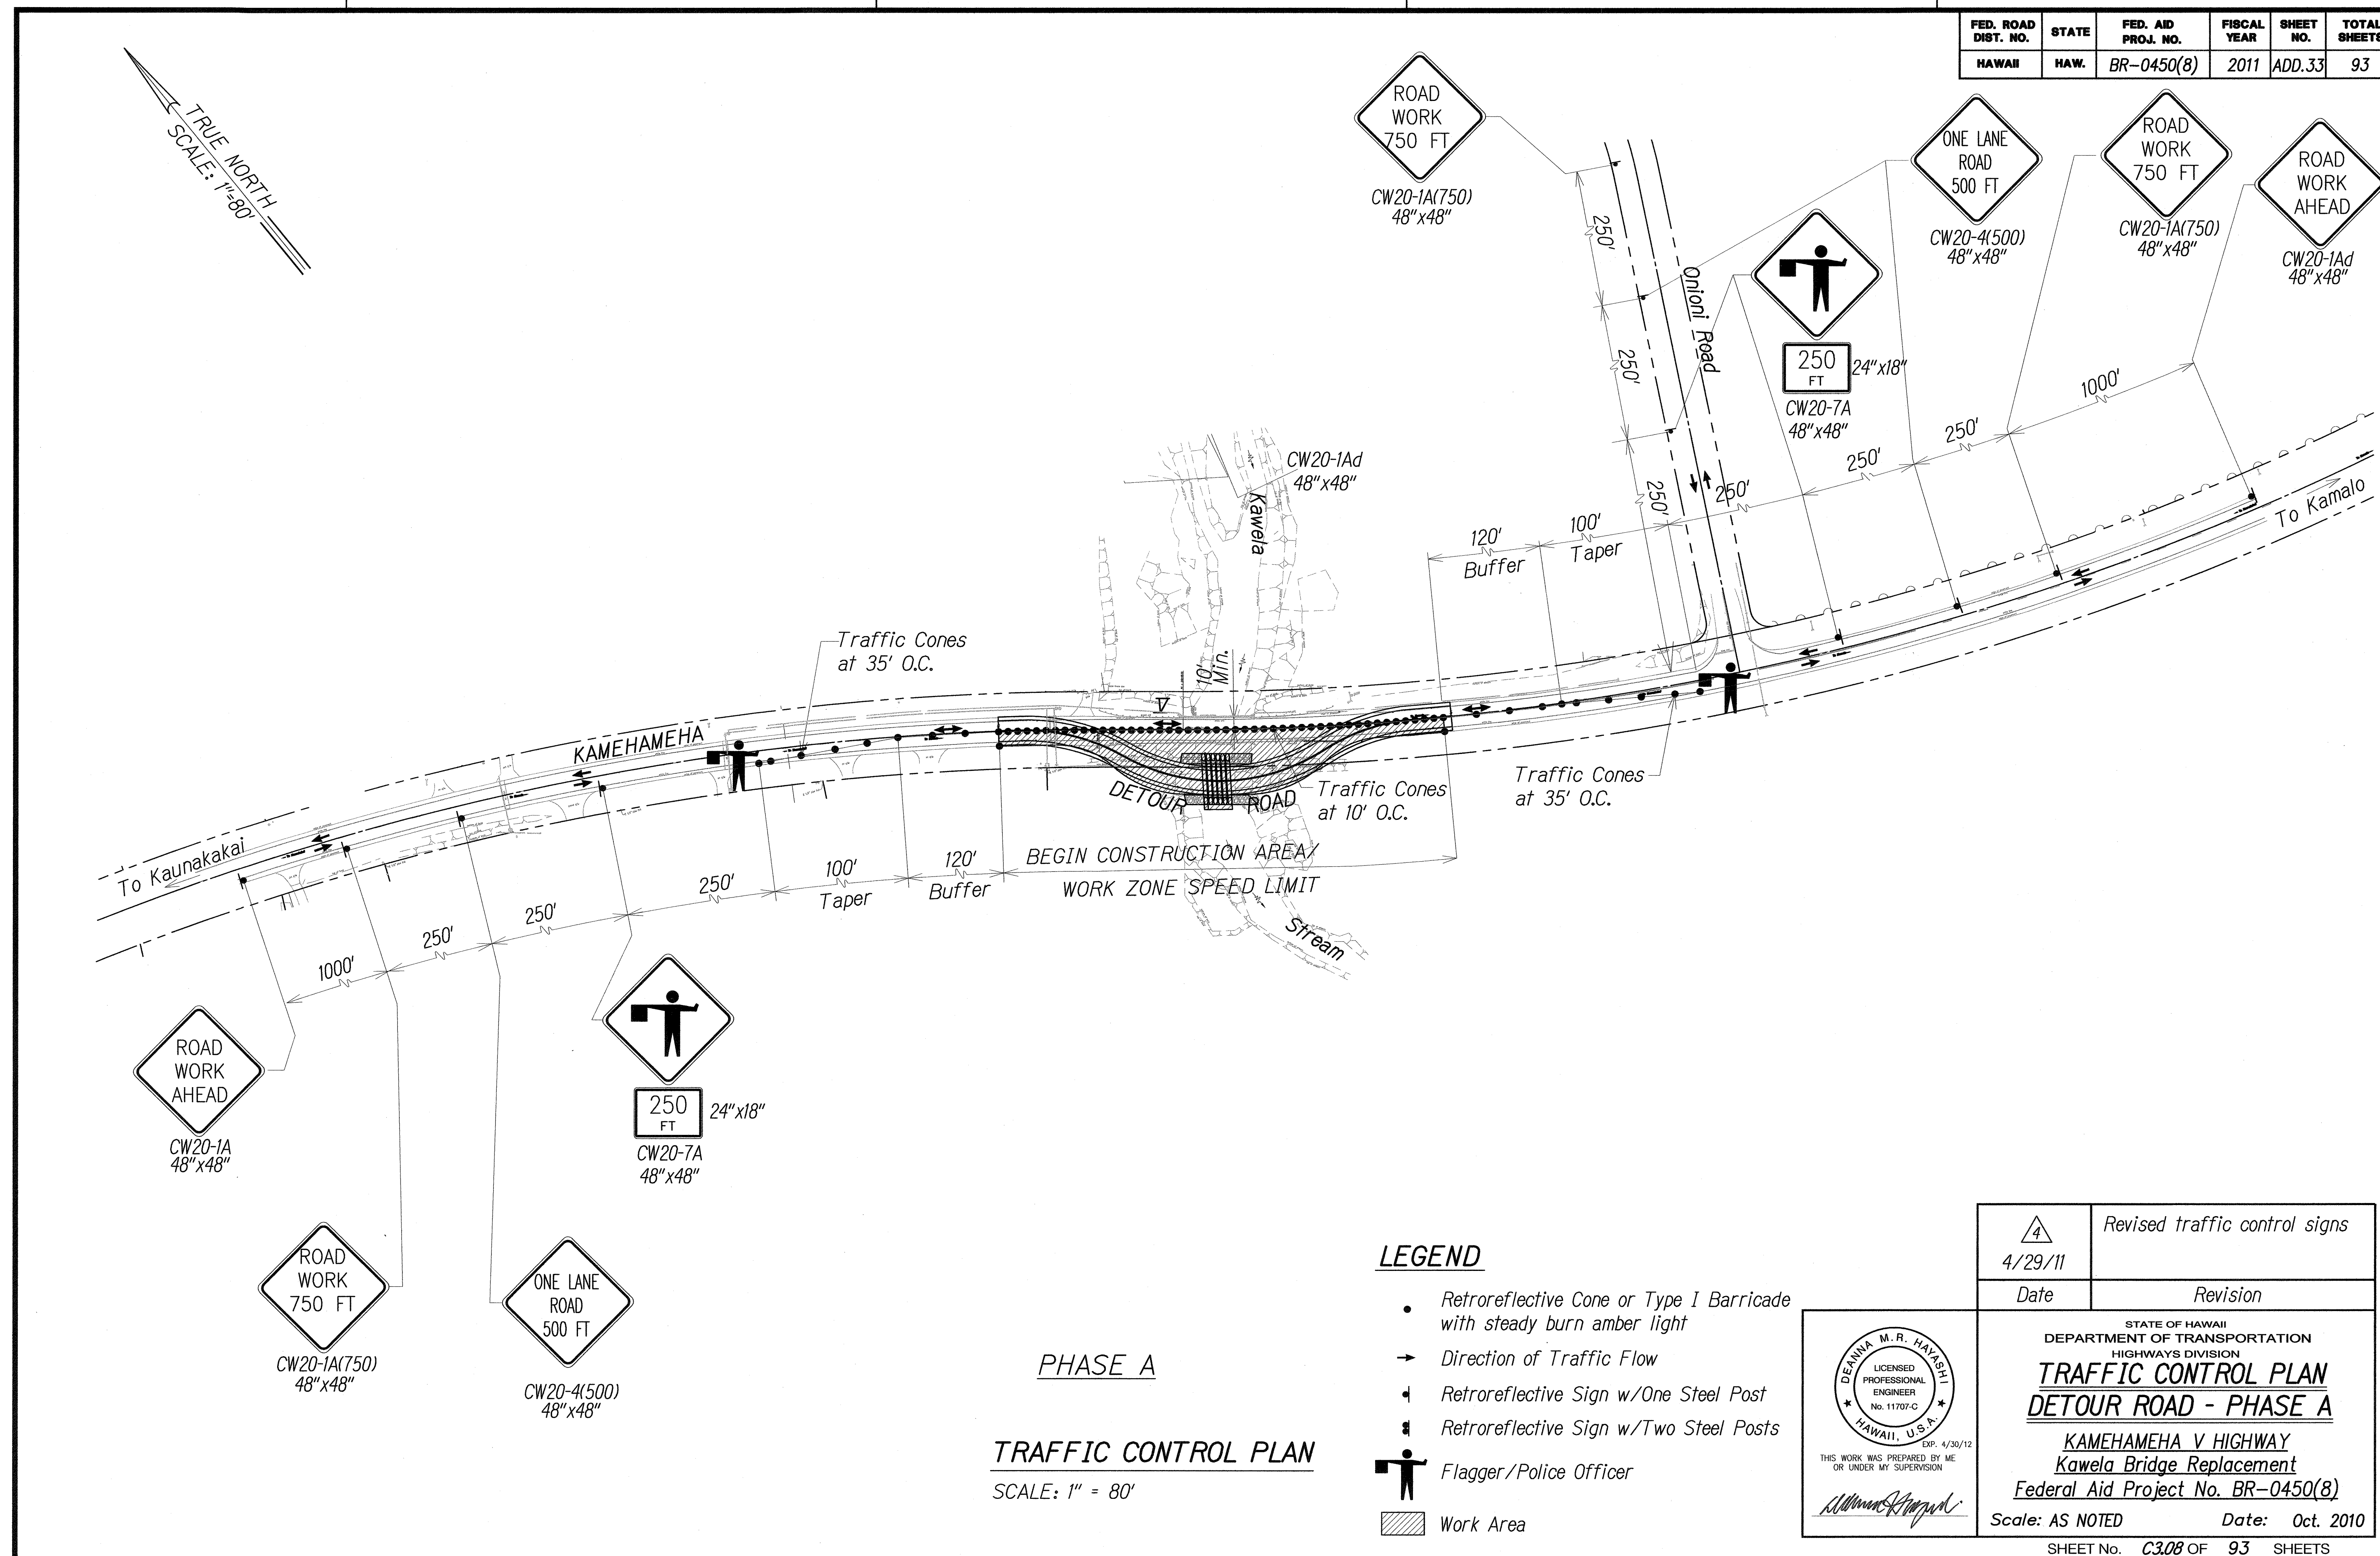 FED. ROAD DIST. NO.
STATE
FED. AID PROJ. NO.
FISCAL YEAR
SHEET NO.
TOTAL SHEETS
HAWAII
HAW.
BR-0450(8)
2011
ADD.33
93
TRUE NORTH
SCALE: 1"=80'
ROAD
WORK
750 FT
CW20-1A(750)
48"x48"
ONE LANE
ROAD
500 FT
CW20-4(500)
48"x48"
ROAD
WORK
750 FT
CW20-1A(750)
48"x48"
ROAD
WORK
AHEAD
CW20-1Ad
48"x48"
250
FT
24"x18"
CW20-7A
48"x48"
Onioni Road
250'
250'
250'
250'
250'
250'
1000'
120'
Buffer
100'
Taper
To Kamalo
CW20-1Ad
48"x48"
Kawela
10'
Min.
Traffic Cones
at 35' O.C.
KAMEHAMEHA
V
DETOUR ROAD
Traffic Cones
at 10' O.C.
Traffic Cones
at 35' O.C.
To Kaunakakai
BEGIN CONSTRUCTION AREA/
WORK ZONE SPEED LIMIT
Stream
1000'
250'
250'
250'
100'
Taper
120'
Buffer
ROAD
WORK
AHEAD
CW20-1A
48"x48"
250
FT
24"x18"
CW20-7A
48"x48"
ROAD
WORK
750 FT
CW20-1A(750)
48"x48"
ONE LANE
ROAD
500 FT
CW20-4(500)
48"x48"
PHASE A
TRAFFIC CONTROL PLAN
SCALE: 1" = 80'
LEGEND
Retroreflective Cone or Type I Barricade
with steady burn amber light
Direction of Traffic Flow
Retroreflective Sign w/One Steel Post
Retroreflective Sign w/Two Steel Posts
Flagger/Police Officer
Work Area
DEANNA M.R. HAYASHI
LICENSED
PROFESSIONAL
ENGINEER
No. 11707-C
HAWAII, U.S.A.
EXP. 4/30/12
THIS WORK WAS PREPARED BY ME
OR UNDER MY SUPERVISION
4
4/29/11
Revised traffic control signs
Date
Revision
STATE OF HAWAII
DEPARTMENT OF TRANSPORTATION
HIGHWAYS DIVISION
TRAFFIC CONTROL PLAN
DETOUR ROAD - PHASE A
KAMEHAMEHA V HIGHWAY
Kawela Bridge Replacement
Federal Aid Project No. BR-0450(8)
Scale: AS NOTED Date: Oct. 2010
SHEET No. C3.08 OF 93 SHEETS